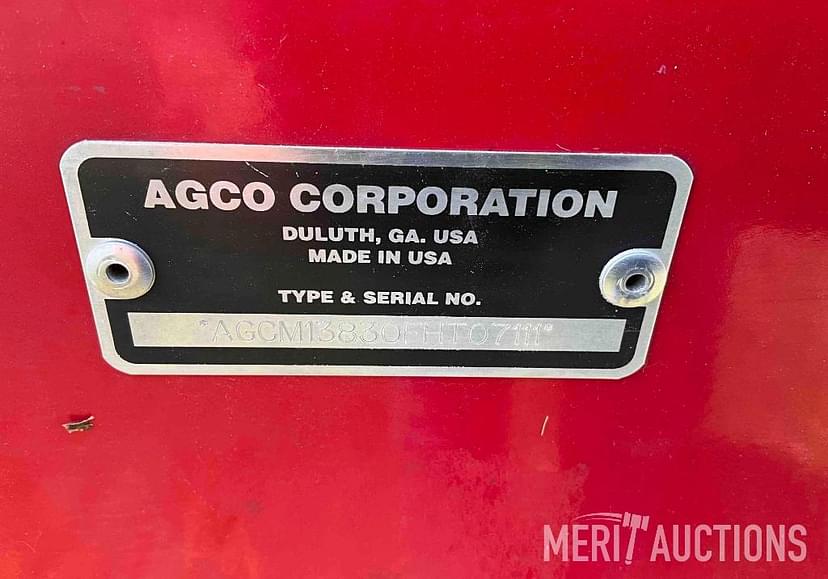 AGCO CORPORATION
DULUTH, GA. USA
MADE IN USA
TYPE & SERIAL NO.
*AGCM13830FHT07111*
MERIT AUCTIONS